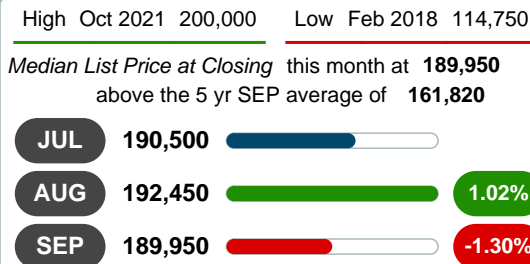 High Oct 2021 200,000 Low Feb 2018 114,750
Median List Price at Closing this month at 189,950
above the 5 yr SEP average of 161,820
JUL 190,500
AUG 192,450 1.02%
SEP 189,950 -1.30%